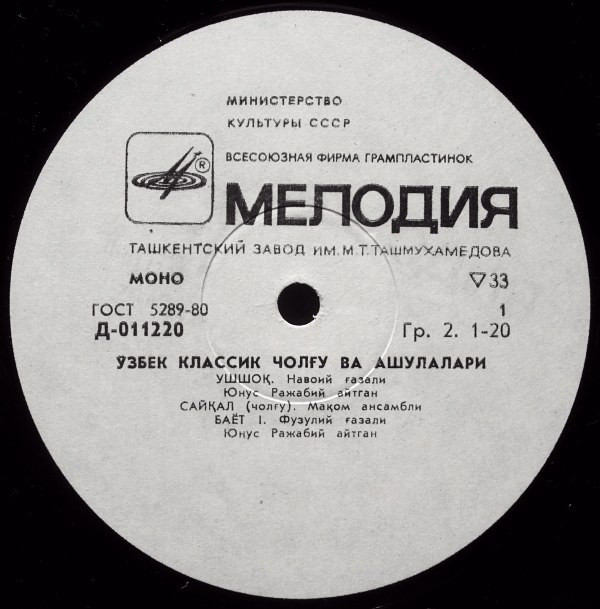 МИНИСТЕРСТВО
КУЛЬТУРЫ СССР
ВСЕСОЮЗНАЯ ФИРМА ГРАМПЛАСТИНОК
®
МЕЛОДИЯ
ТАШКЕНТСКИЙ ЗАВОД ИМ. М. Т. ТАШМУХАМЕДОВА
МОНО ▽33
ГОСТ 5289-80 1
Д-011220 Гр. 2. 1-20
ӮЗБЕК КЛАССИК ЧОЛҒУ ВА АШУЛАЛАРИ
УШШОҚ. Навоий ғазали
Юнус Ражабий айтган
САЙҚАЛ (чолғу). Мақом ансамбли
БАЁТ I. Фузулий ғазали
Юнус Ражабий айтган